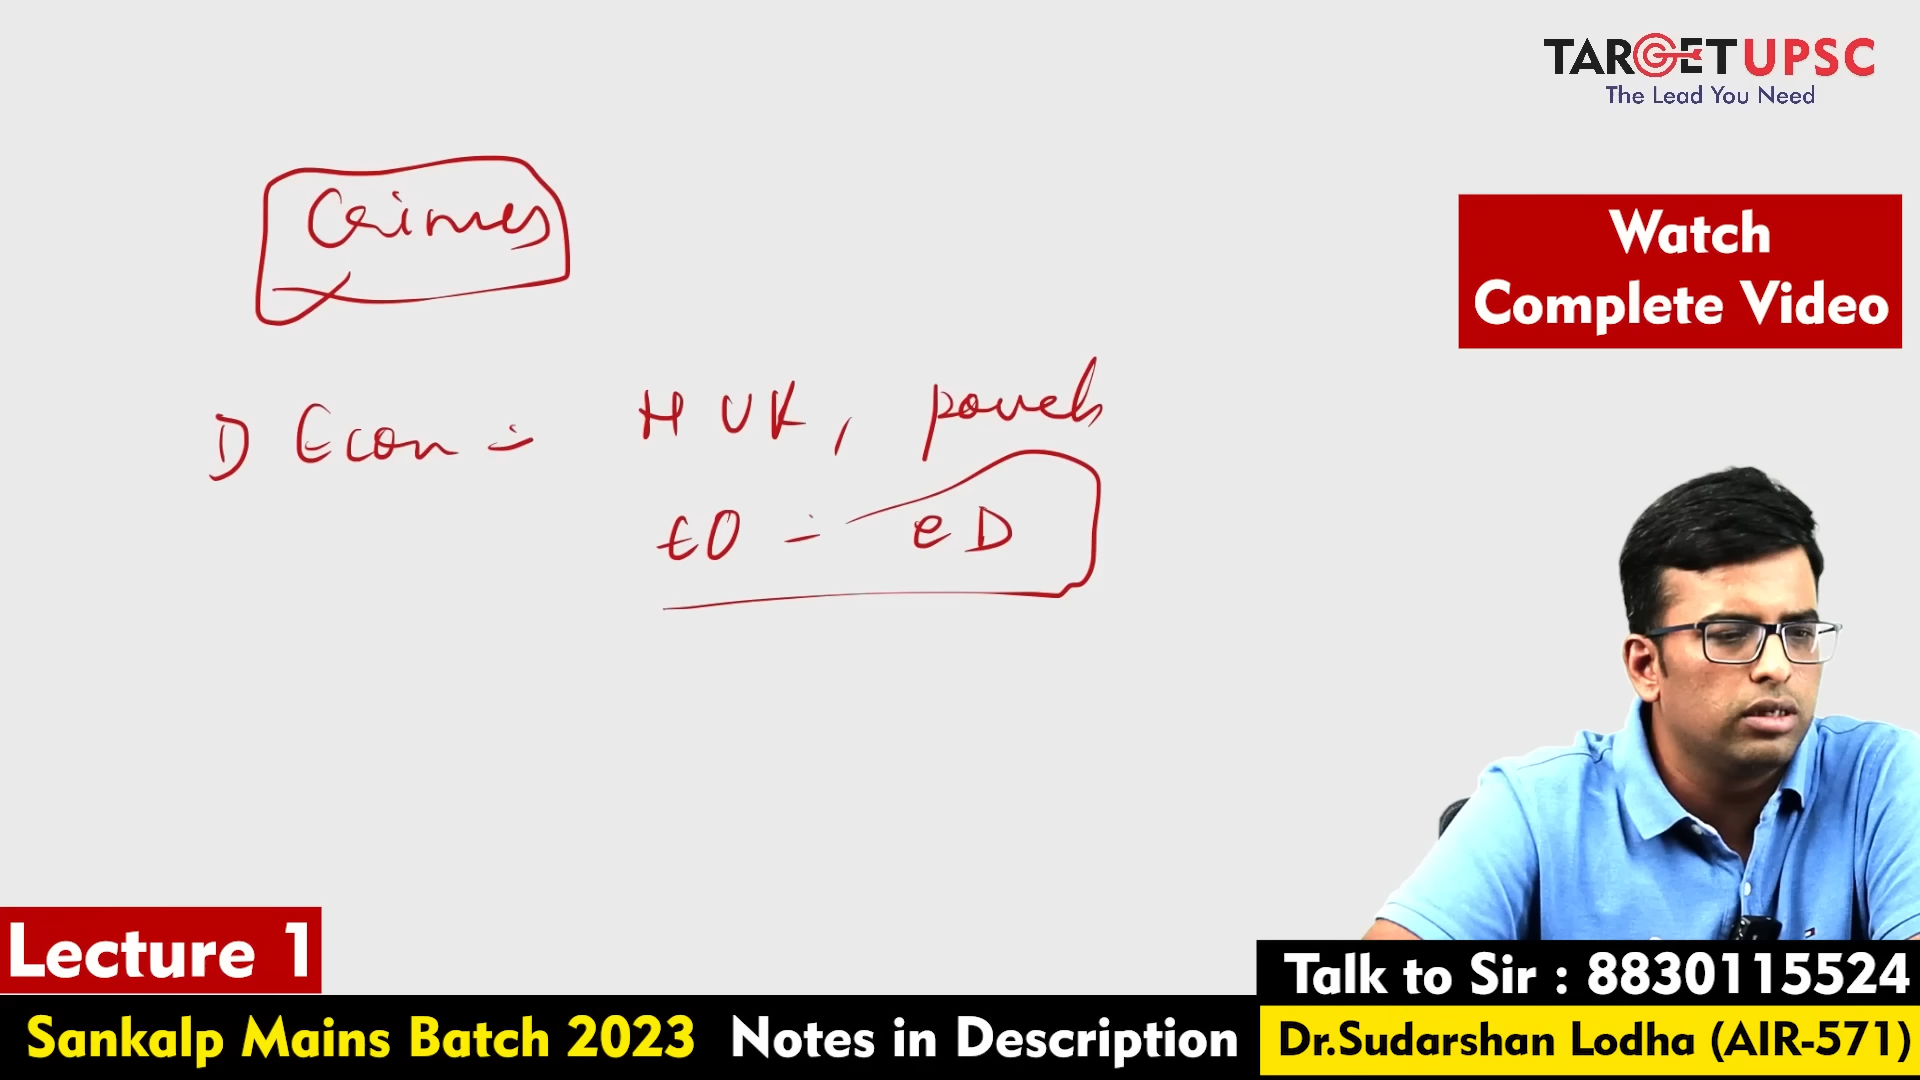 TARGETUPSC
The Lead You Need
Crimes
Watch
Complete Video
D Econ - HUK,
EO - eD
Lecture 1
Talk to Sir : 8830115524
Sankalp Mains Batch 2023 Notes in Description Dr.Sudarshan Lodha (AIR-571)